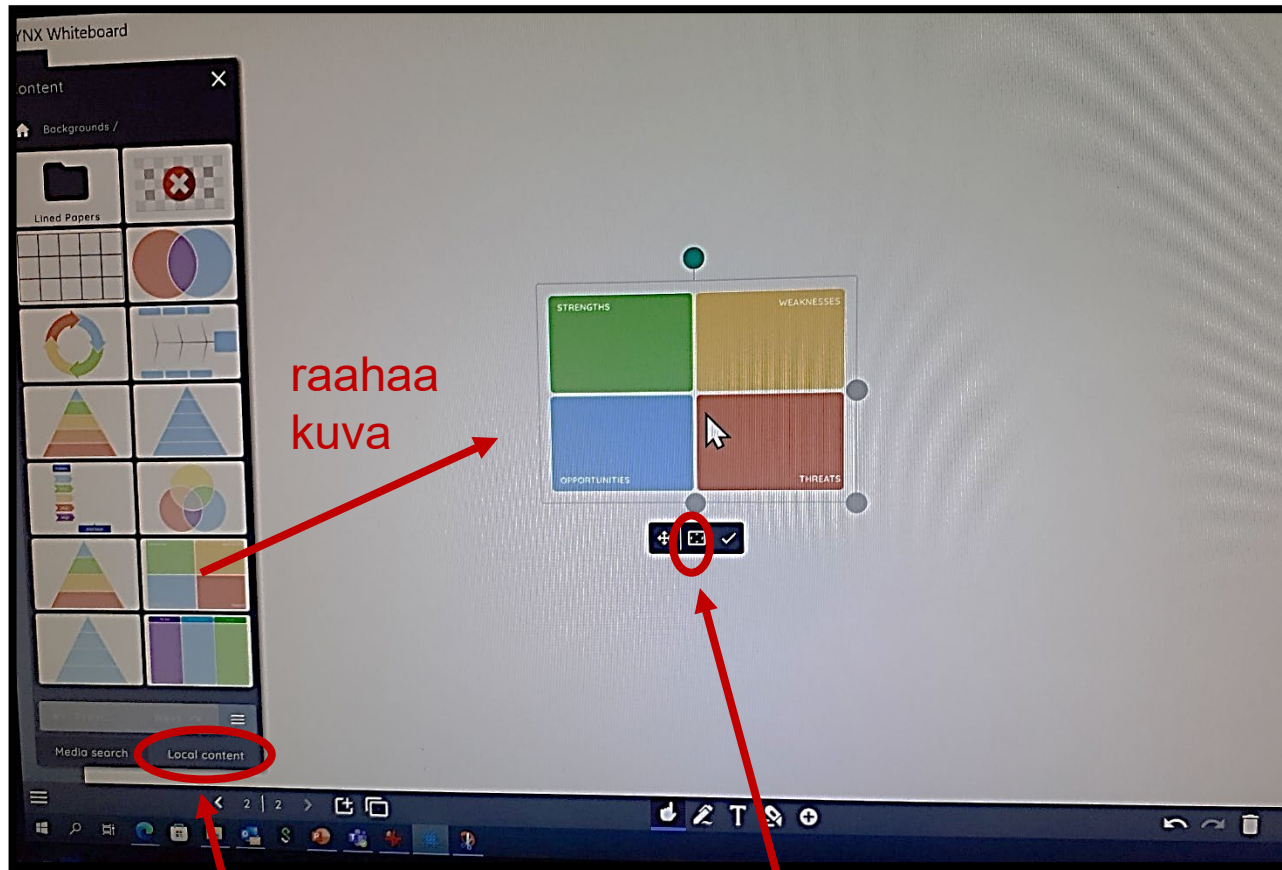 YNX Whiteboard
ontent
Backgrounds /
Lined Papers
raahaa
kuva
STRENGTHS
WEAKNESSES
OPPORTUNITIES
THREATS
Media search
Local content
2 | 2